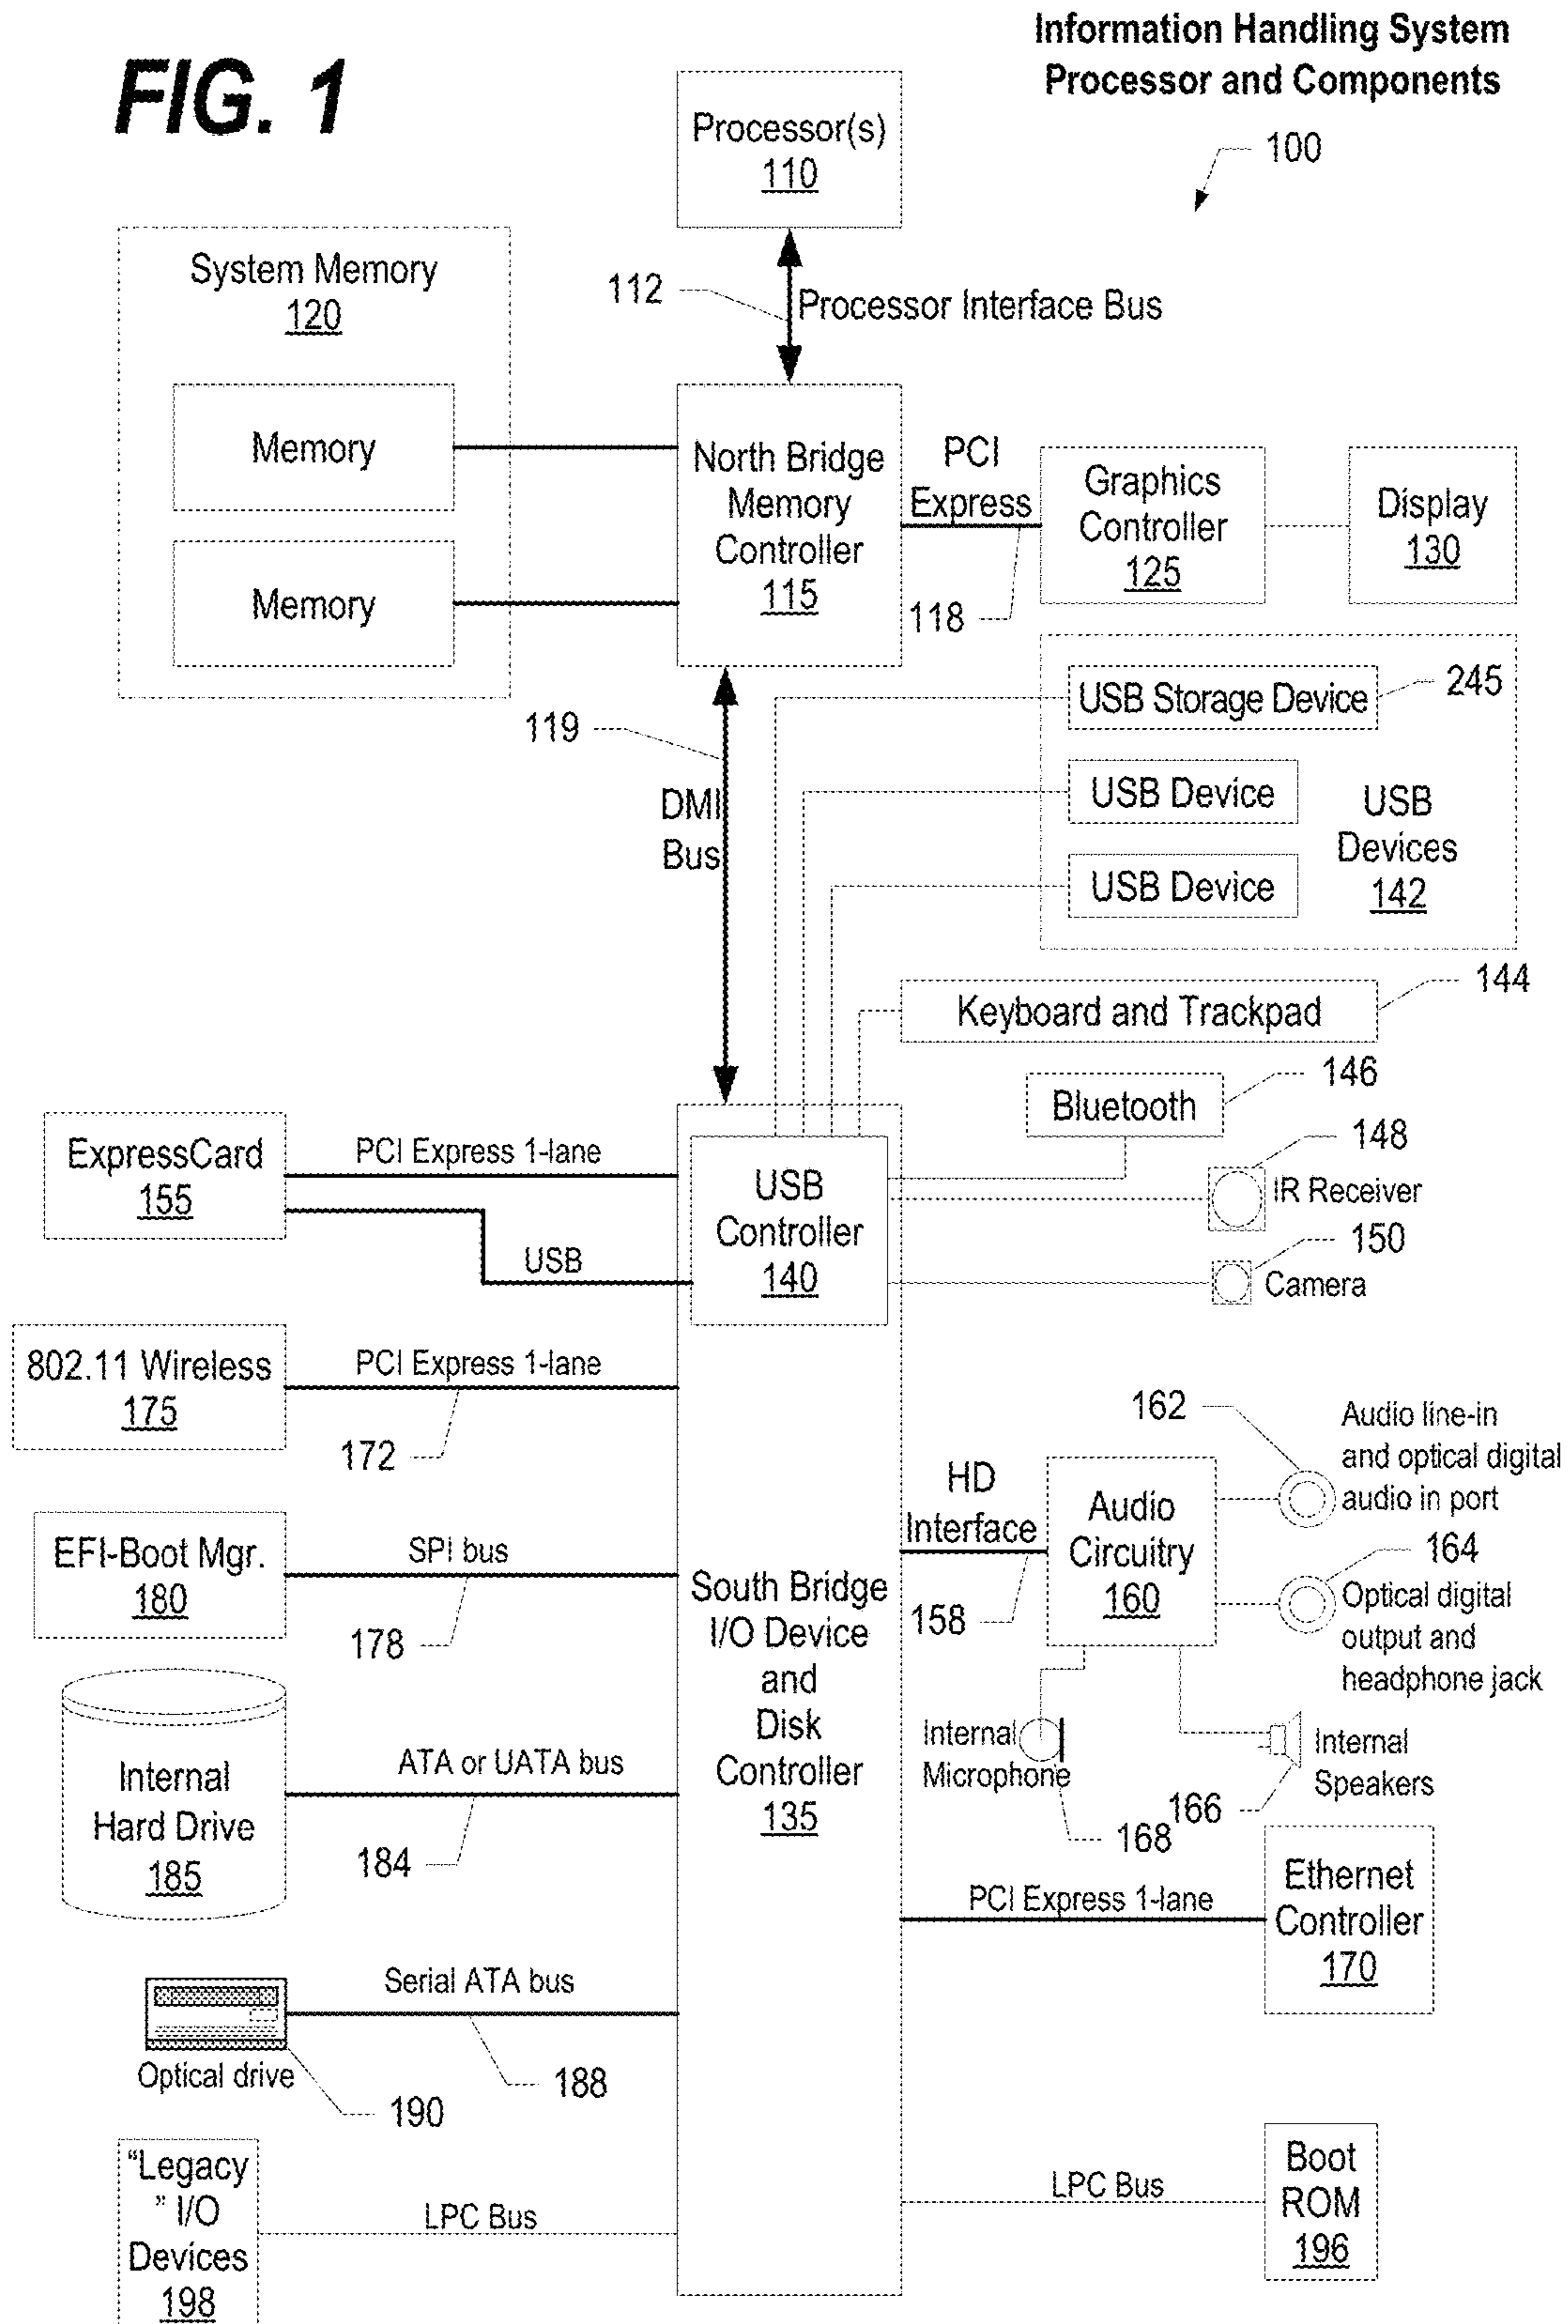 Information Handling System
Processor and Components
FIG. 1
100
Processor(s)
110
112
Processor Interface Bus
System Memory
120
Memory
Memory
North Bridge
Memory
Controller
115
PCI
Express
118
Graphics
Controller
125
Display
130
119
DMI
Bus
USB Storage Device
245
USB Device
USB Device
USB
Devices
142
Keyboard and Trackpad
144
Bluetooth
146
148
IR Receiver
150
Camera
ExpressCard
155
PCI Express 1-lane
USB
USB
Controller
140
802.11 Wireless
175
PCI Express 1-lane
172
EFI-Boot Mgr.
180
SPI bus
178
Internal
Hard Drive
185
ATA or UATA bus
184
South Bridge
I/O Device
and
Disk
Controller
135
HD
Interface
158
Audio
Circuitry
160
162
Audio line-in
and optical digital
audio in port
164
Optical digital
output and
headphone jack
Internal
Microphone
168
166
Internal
Speakers
PCI Express 1-lane
Ethernet
Controller
170
Serial ATA bus
188
Optical drive
190
"Legacy
" I/O
Devices
198
LPC Bus
LPC Bus
Boot
ROM
196